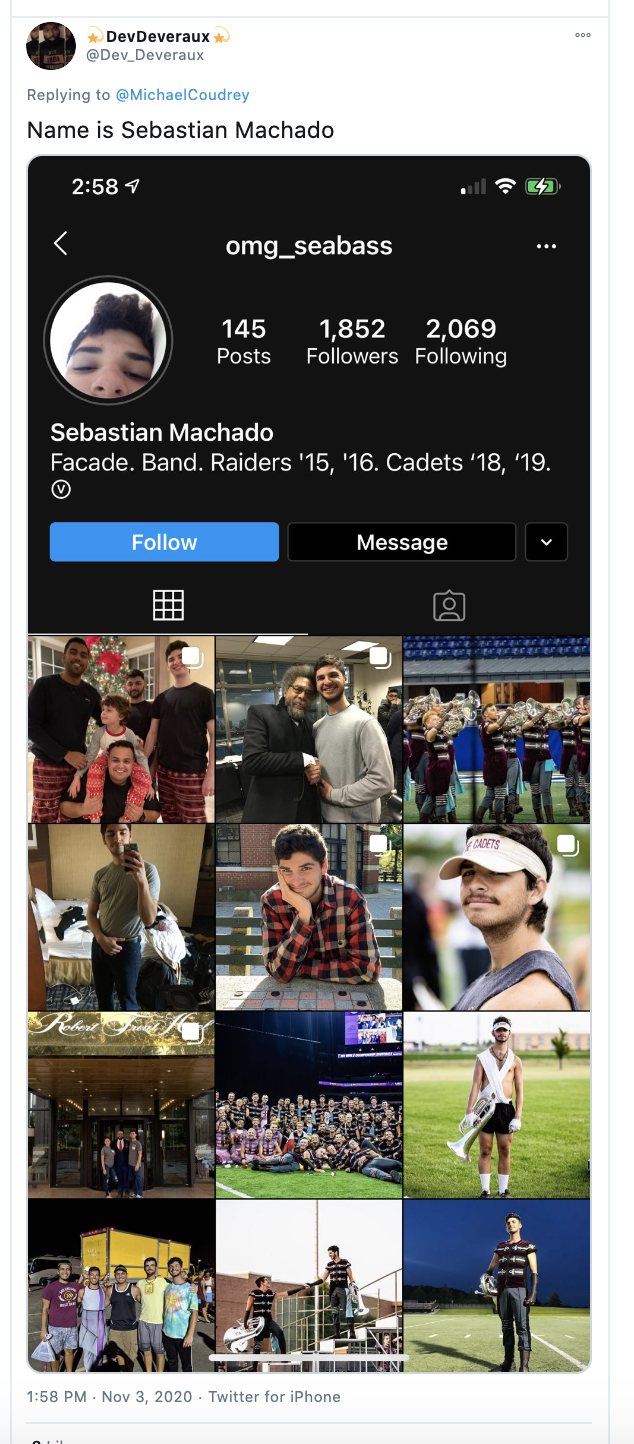 DevDeveraux
@Dev_Deveraux
Replying to @MichaelCoudrey
Name is Sebastian Machado
2:58
omg_seabass
145 1,852 2,069
Posts Followers Following
Sebastian Machado
Facade. Band. Raiders '15, '16. Cadets ‘18, ‘19.
Ⓥ
Follow Message
CADETS
Robert Treat Hotel
1:58 PM · Nov 3, 2020 · Twitter for iPhone